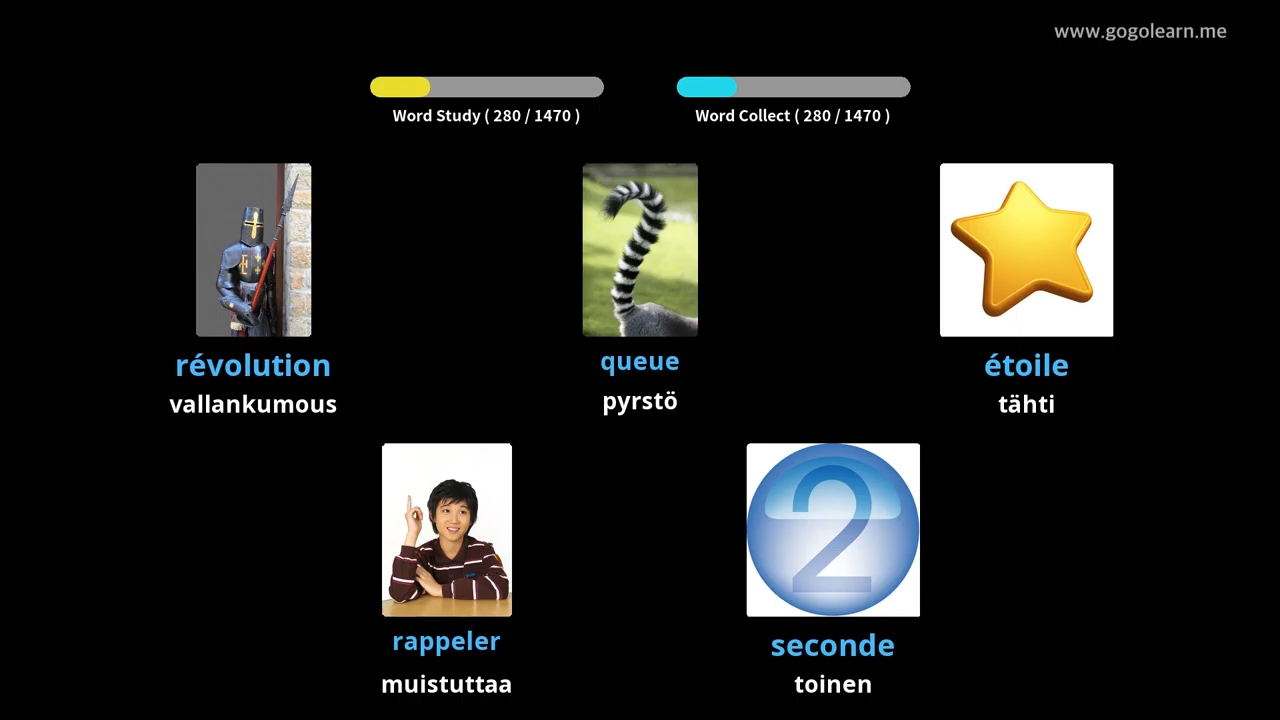 www.gogolearn.me
Word Study ( 280 / 1470 )
Word Collect ( 280 / 1470 )
révolution
vallankumous
queue
pyrstö
étoile
tähti
2
rappeler
muistuttaa
seconde
toinen